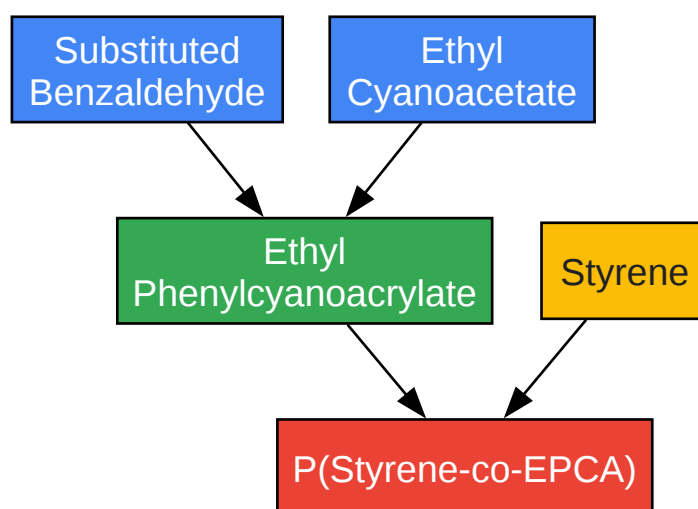 Substituted
Benzaldehyde
Ethyl
Cyanoacetate
Ethyl
Phenylcyanoacrylate
Styrene
P(Styrene-co-EPCA)